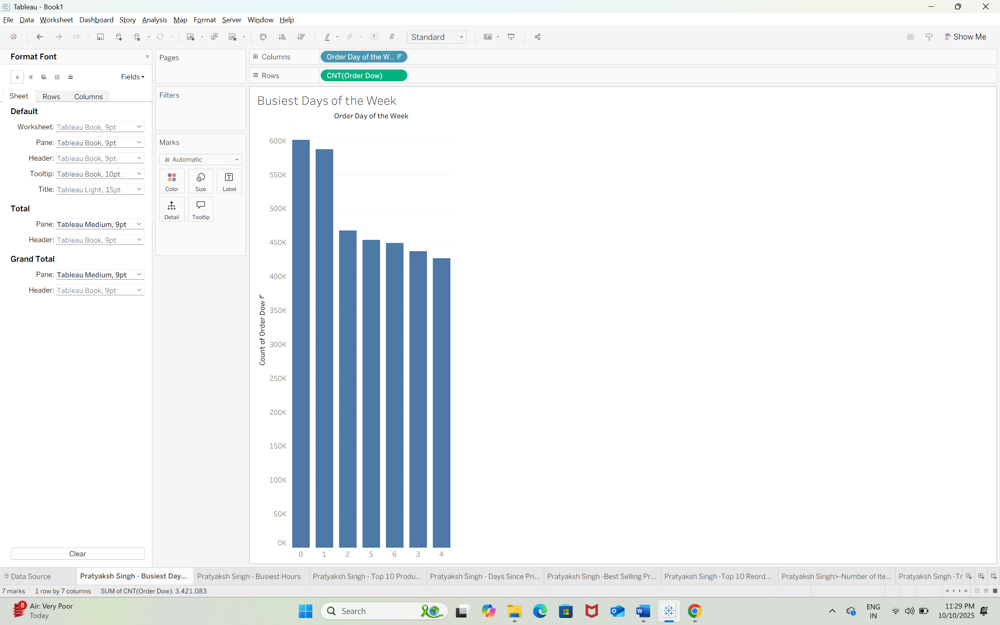 Tableau - Book1
File Data Worksheet Dashboard Story Analysis Map Format Server Window Help
Standard
Show Me
Format Font
Fields
Sheet Rows Columns
Default
Worksheet: Tableau Book, 9pt
Pane: Tableau Book, 9pt
Header: Tableau Book, 9pt
Tooltip: Tableau Book, 10pt
Title: Tableau Light, 15pt
Total
Pane: Tableau Medium, 9pt
Header: Tableau Book, 9pt
Grand Total
Pane: Tableau Medium, 9pt
Header: Tableau Book, 9pt
Clear
Pages
Filters
Marks
Automatic
Color Size Label
Detail Tooltip
Columns Order Day of the W..
Rows CNT(Order Dow)
Busiest Days of the Week
Order Day of the Week
600K
550K
500K
450K
400K
350K
300K
250K
200K
150K
100K
50K
0K
Count of Order Dow
0 1 2 5 6 3 4
Data Source Pratyaksh Singh - Busiest Day... Pratyaksh Singh - Busiest Hours Pratyaksh Singh - Top 10 Produ... Pratyaksh Singh - Days Since Pri... Pratyaksh Singh -Best Selling Pr... Pratyaksh Singh -Top 10 Reord... Pratyaksh Singh>-Number of Ite... Pratyaksh Singh -Tr
7 marks 1 row by 7 columns SUM of CNT(Order Dow): 3,421,083
8
Air: Very Poor
Today
Search
ENG
IN
11:29 PM
10/10/2025